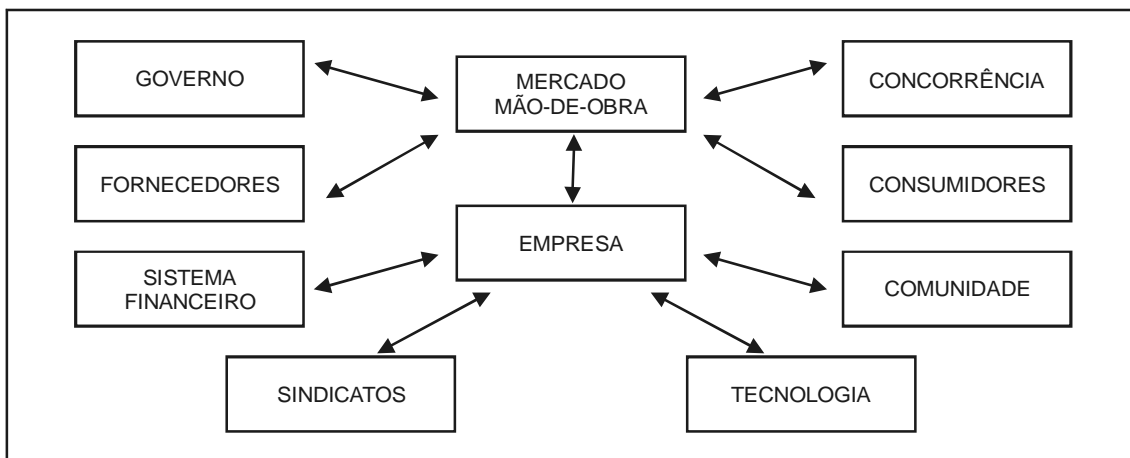 GOVERNO
MERCADO
MÃO-DE-OBRA
CONCORRÊNCIA
FORNECEDORES
CONSUMIDORES
EMPRESA
SISTEMA
FINANCEIRO
COMUNIDADE
SINDICATOS
TECNOLOGIA